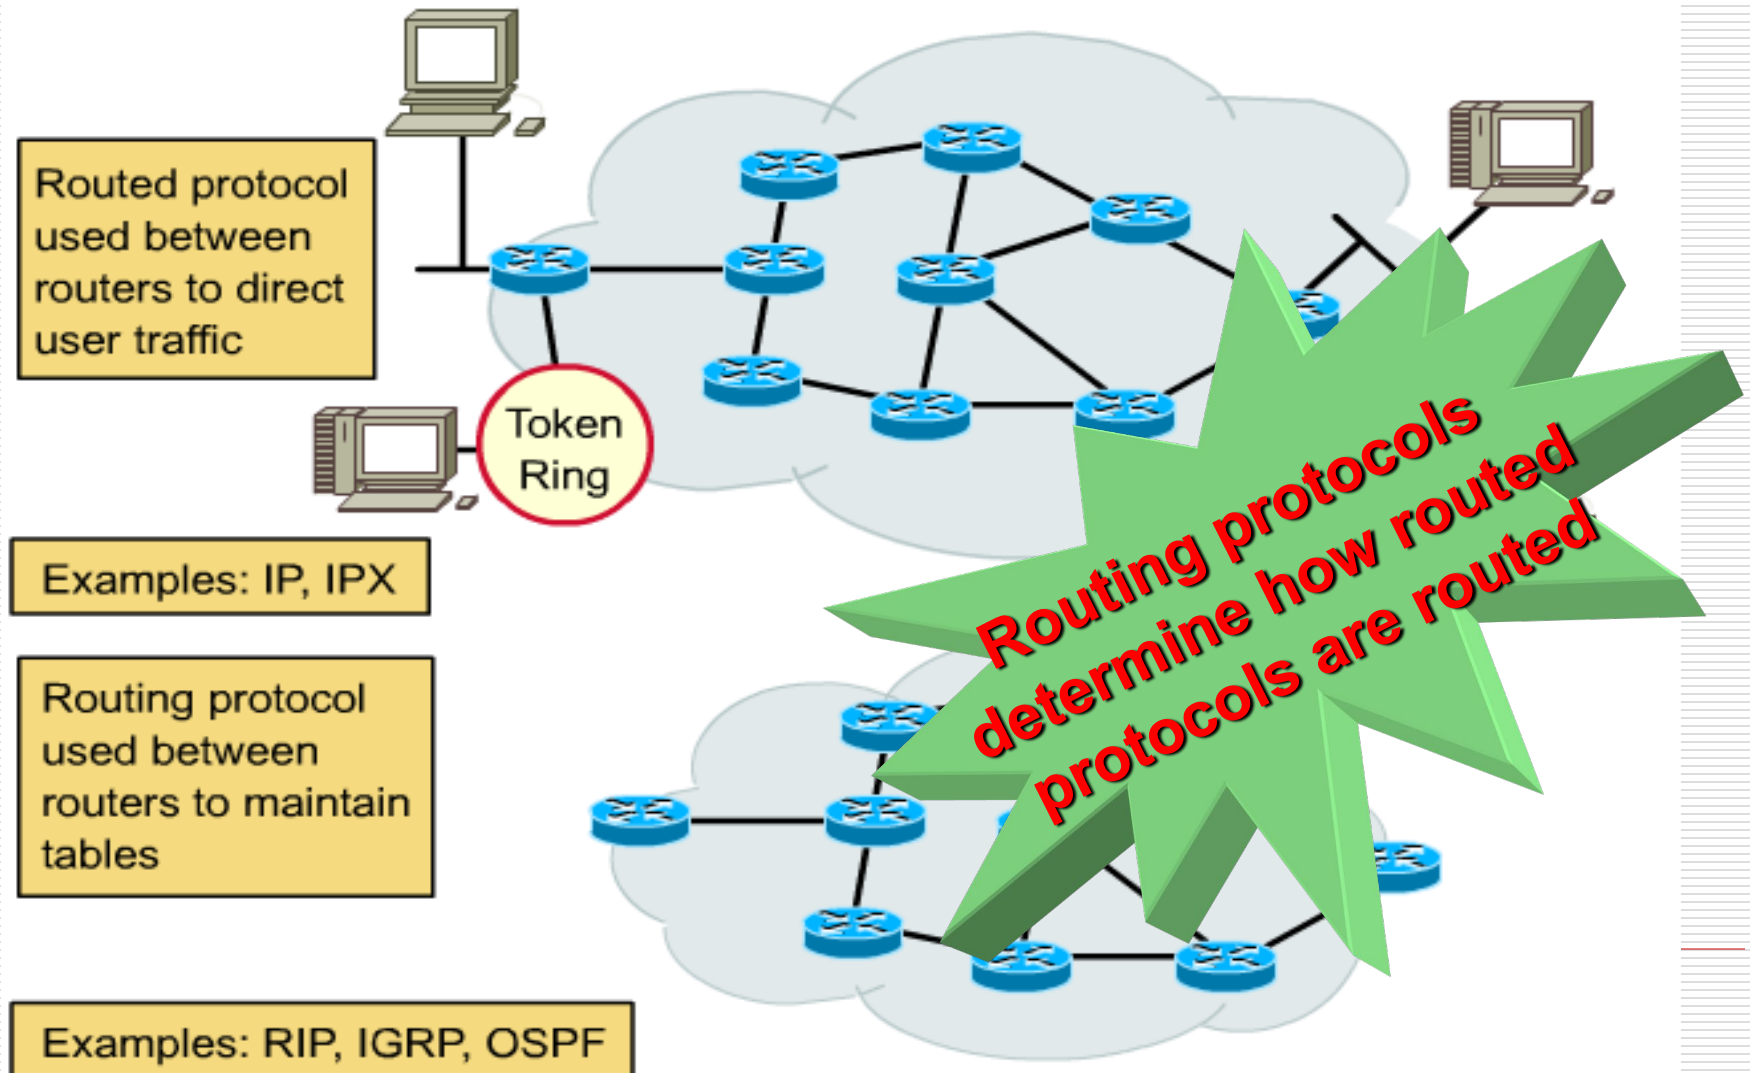 Routed protocol
used between
routers to direct
user traffic
Token
Ring
Examples: IP, IPX
Routing protocols
determine how routed
protocols are routed
Routing protocol
used between
routers to maintain
tables
Examples: RIP, IGRP, OSPF